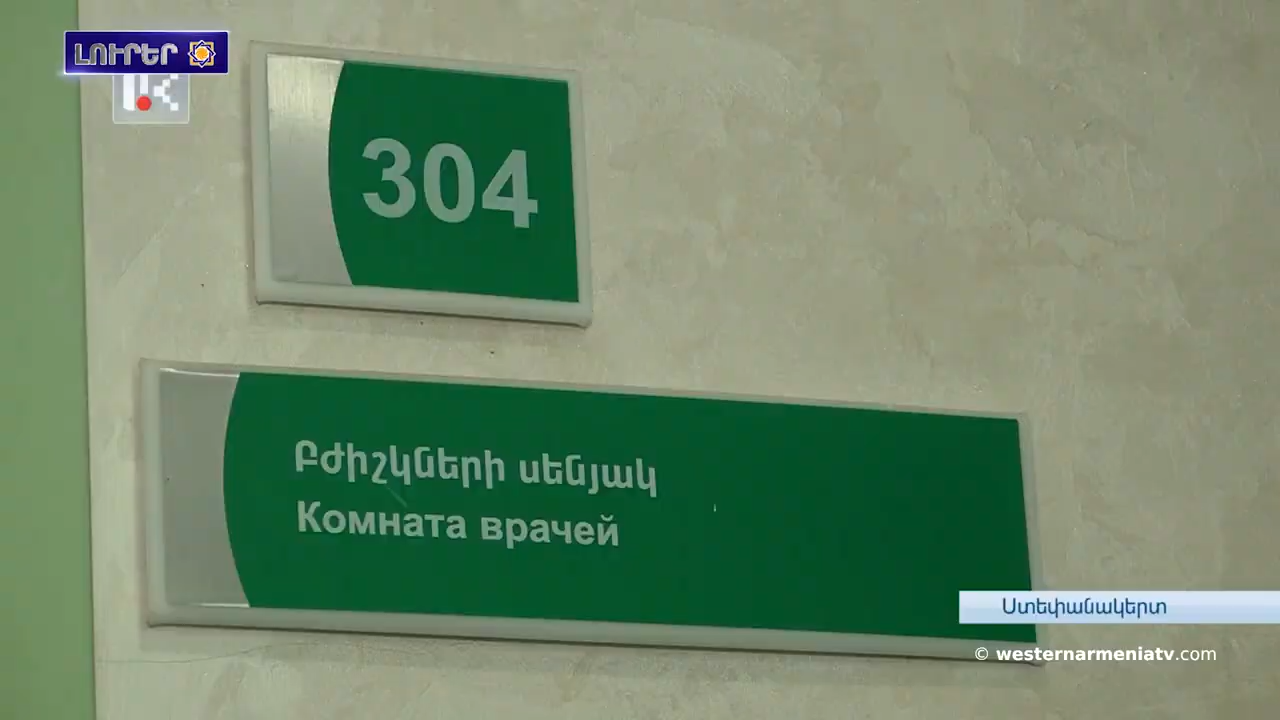 ԼՈՒՐԵՐ
304
Բժիշկների սենյակ
Комната врачей
Ստեփանակերտ
© westernarmeniatv.com